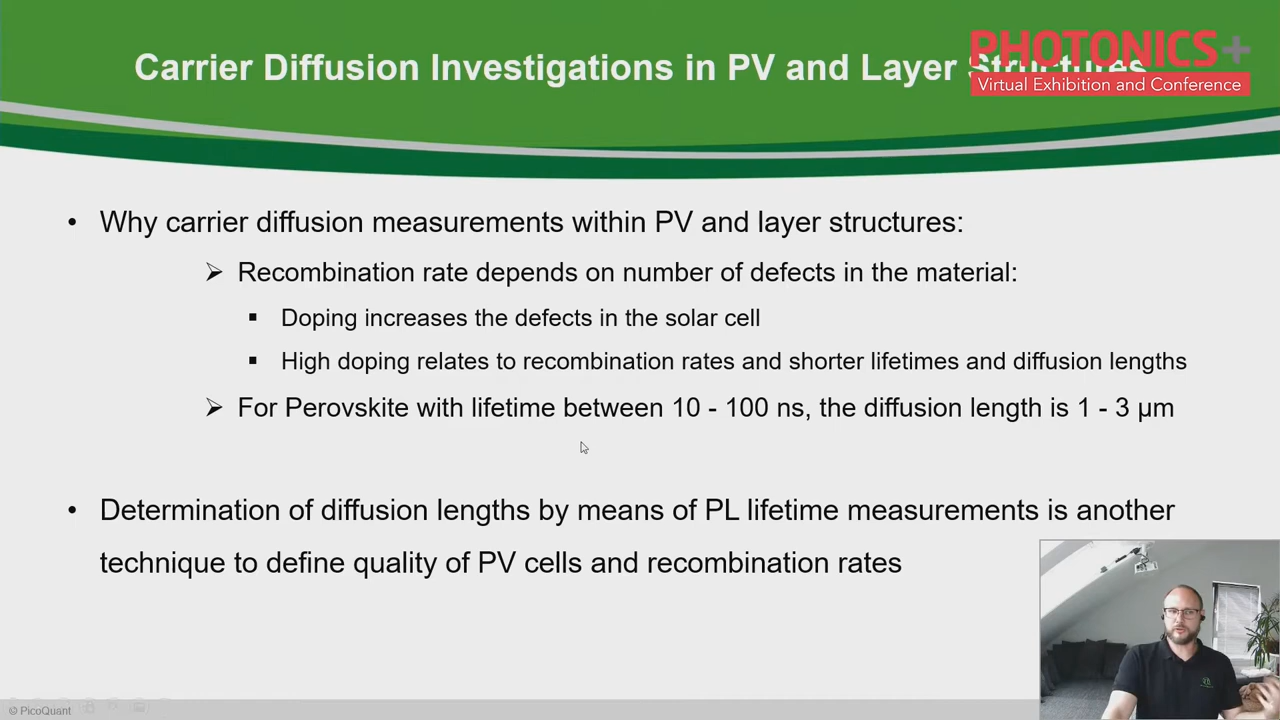 Carrier Diffusion Investigations in PV and Layer Structures
PHOTONICS+
Virtual Exhibition and Conference
• Why carrier diffusion measurements within PV and layer structures:
➢ Recombination rate depends on number of defects in the material:
▪ Doping increases the defects in the solar cell
▪ High doping relates to recombination rates and shorter lifetimes and diffusion lengths
➢ For Perovskite with lifetime between 10 - 100 ns, the diffusion length is 1 - 3 µm
• Determination of diffusion lengths by means of PL lifetime measurements is another
technique to define quality of PV cells and recombination rates
© PicoQuant